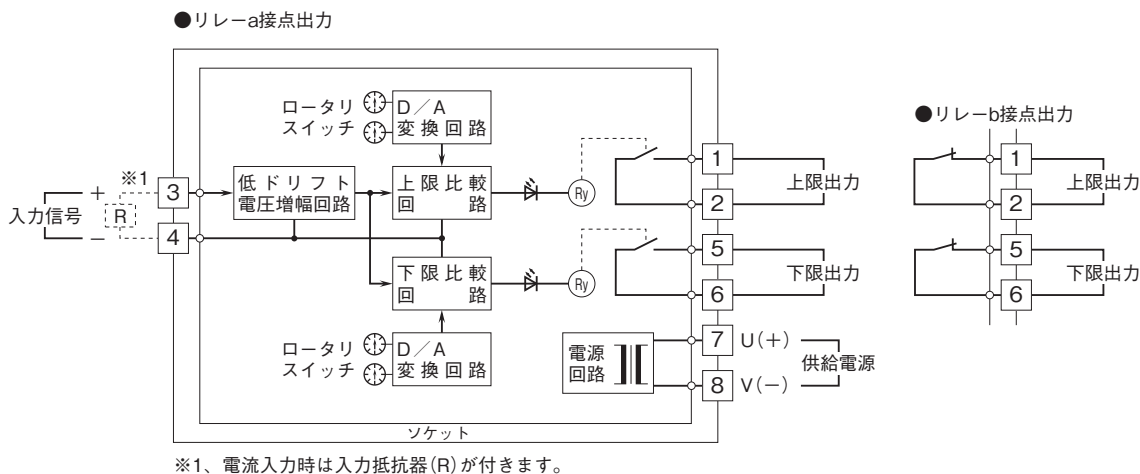 ●リレーa接点出力
ロータリ
スイッチ
D／A
変換回路
※1
入力信号
＋
−
R
3
4
低ドリフト
電圧増幅回路
上限比較
回路
Ry
1
2
上限出力
下限比較
回路
Ry
5
6
下限出力
ロータリ
スイッチ
D／A
変換回路
電源
回路
7
8
U(＋)
V(−)
供給電源
ソケット
※1、電流入力時は入力抵抗器(R)が付きます。
●リレーb接点出力
1
2
上限出力
5
6
下限出力